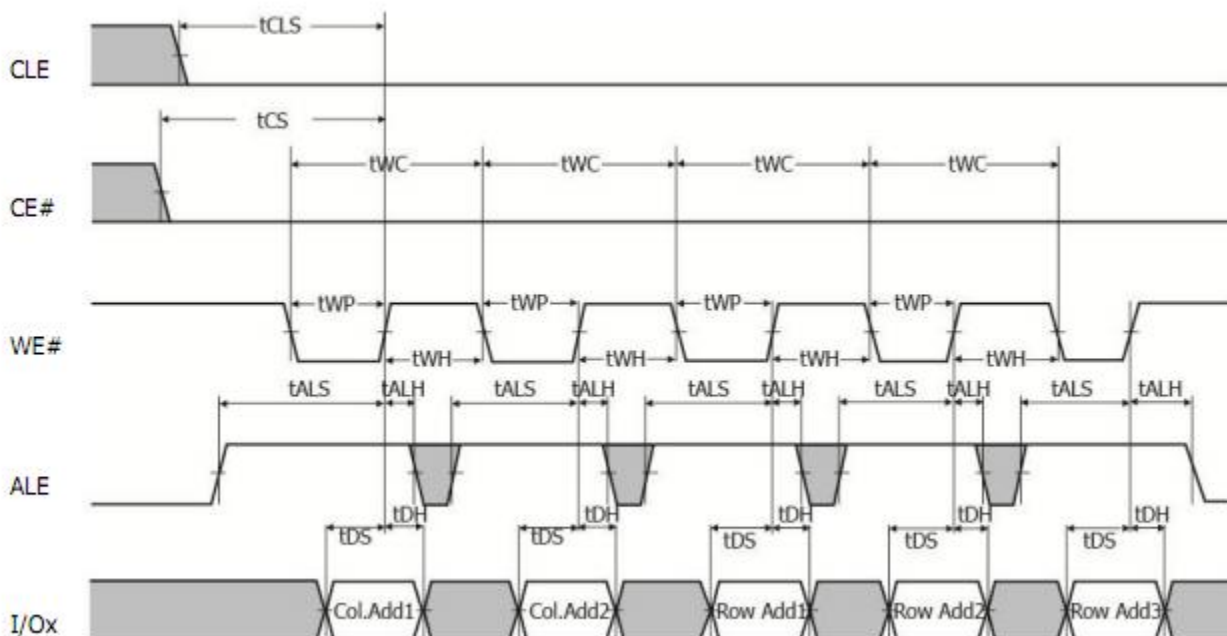 tCLS
CLE
tCS
tWC tWC tWC tWC
CE#
tWP tWP tWP tWP
WE#
tWH tWH tWH tWH
tALS tALH tALS tALH tALS tALH tALS tALH tALS tALH
ALE
tDH tDH tDH tDH tDH
tDS tDS tDS tDS tDS
I/Ox Col.Add1 Col.Add2 Row Add1 Row Add2 Row Add3